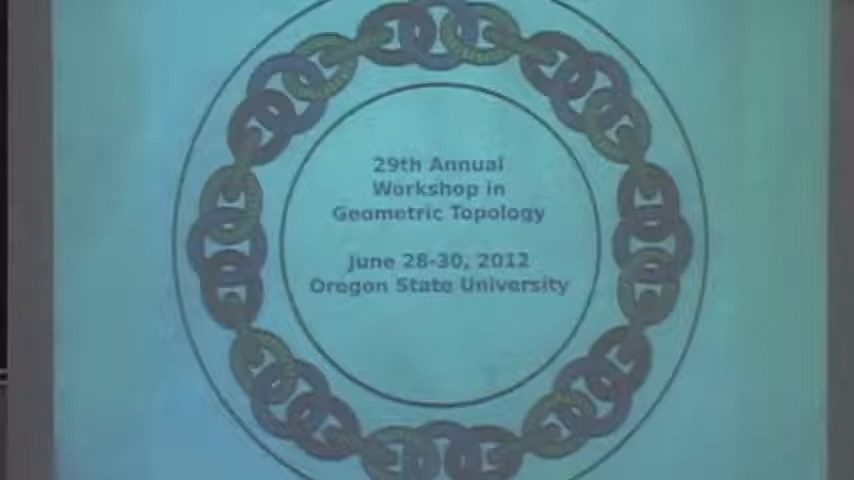 29th Annual
Workshop in
Geometric Topology
June 28-30, 2012
Oregon State University